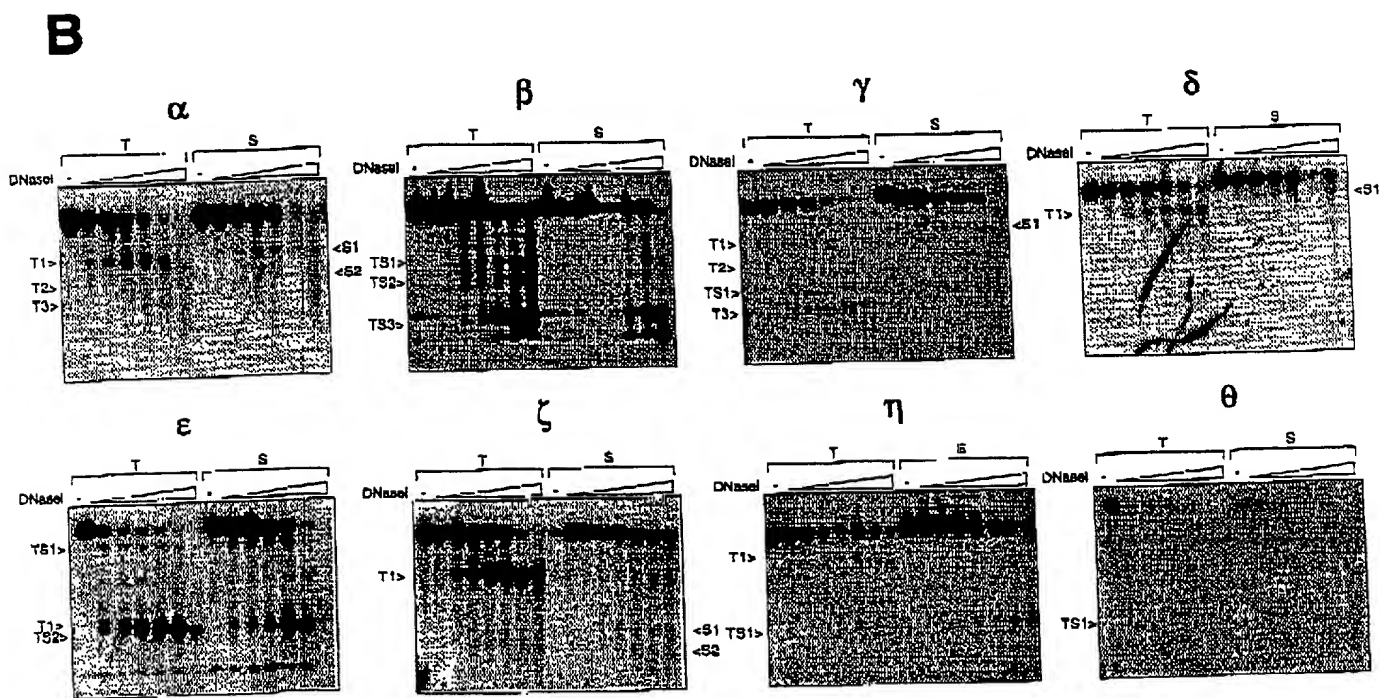 B
α
T S
DNaseI -
T1>
T2>
T3>
<S1
<S2
β
T S
DNaseI -
TS1>
TS2>
TS3>
γ
T S
DNaseI -
T1>
T2>
TS1>
T3>
<S1
δ
T S
DNaseI -
T1>
<S1
ε
T S
DNaseI -
TS1>
T1>
TS2>
ζ
T S
DNaseI -
T1>
<S1
<S2
η
T S
DNaseI -
T1>
TS1>
θ
T S
DNaseI -
TS1>